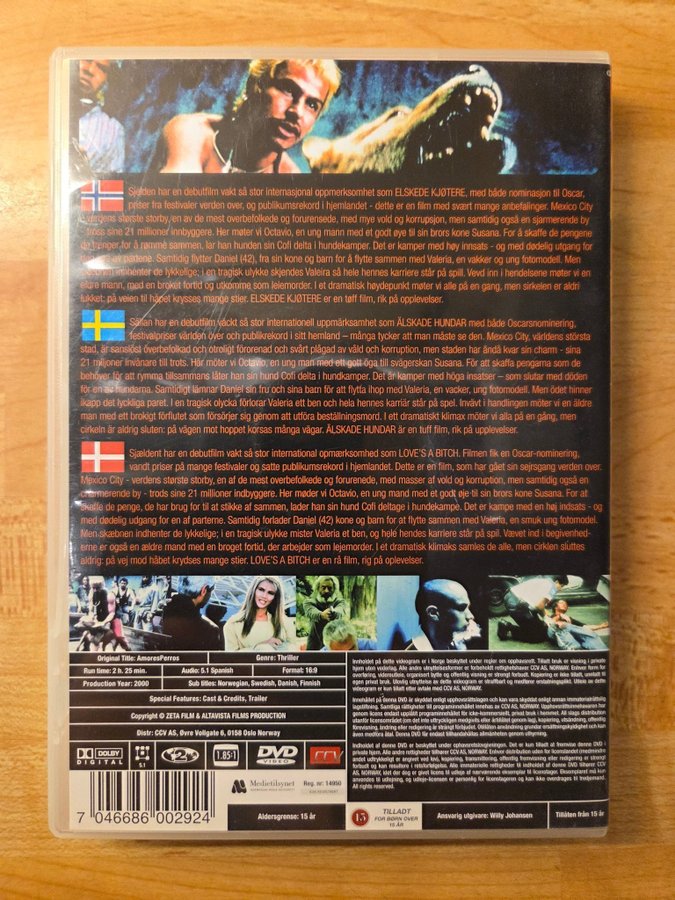 Sjelden har en debutfilm vakt så stor internasjonal oppmerksomhet som ELSKEDE KJØTERE, med både nominasjon til Oscar,
priser fra festivaler verden over, og publikumsrekord i hjemlandet - dette er en film med svært mange anbefalinger. Mexico City
- verdens største storby, en av de mest overbefolkede og forurensede, med mye vold og korrupsjon, men samtidig også en sjarmerende by
- tross sine 21 millioner innbyggere. Her møter vi Octavio, en ung mann med et godt øye til sin brors kone Susana. For å skaffe de pengene
de trenger for å rømme sammen, lar han hunden sin Cofi delta i hundekamper. Det er kamper med høy innsats - og med dødelig utgang for
en av partene. Samtidig flytter Daniel (42), fra sin kone og barn for å flytte sammen med Valeria, en vakker og ung fotomodell. Men
skjebnen innhenter de lykkelige; i en tragisk ulykke skjendes Valeira så hele hennes karriere står på spill. Vevd inn i hendelsene møter vi en
eldre mann, med en broket fortid og utkomme som leiemorder. I et dramatisk høydepunkt møter vi alle på en gang, men sirkelen er aldri
lukket: på veien til håpet krysses mange stier. ELSKEDE KJØTERE er en tøff film, rik på opplevelser.
Sällan har en debutfilm väckt så stor internationell uppmärksamhet som ÄLSKADE HUNDAR med både Oscarsnominering,
festivalpriser världen över och publikrekord i sitt hemland – många tycker att man måste se den. Mexico City, världens största
stad, är sanslöst överbefolkad och otroligt förorenad och svårt plågad av våld och korruption, men staden har ändå kvar sin charm - sina
21 miljoner invånare till trots. Här möter vi Octavio, en ung man med ett gott öga till svägerskan Susana. För att skaffa pengarna som de
behöver för att rymma tillsammans låter han sin hund Cofi delta i hundkamper. Det är kamper med höga insatser – som slutar med döden
för en av hundarna. Samtidigt lämnar Daniel sin fru och sina barn för att flytta ihop med Valeria, en vacker, ung fotomodell. Men ödet hinner
ikapp det lyckliga paret. I en tragisk olycka förlorar Valeria ett ben och hela hennes karriär står på spel. Invävt i handlingen möter vi en äldre
man med ett brokigt förflutet som försörjer sig genom att utföra beställningsmord. I ett dramatiskt klimax möter vi alla på en gång, men
cirkeln är aldrig sluten: på vägen mot hoppet korsas många vägar. ÄLSKADE HUNDAR är en tuff film, rik på upplevelser.
Sjældent har en debutfilm vakt så stor international opmærksomhed som LOVE'S A BITCH. Filmen fik en Oscar-nominering,
vandt priser på mange festivaler og satte publikumsrekord i hjemlandet. Dette er en film, som har gået sin sejrsgang verden over.
Mexico City - verdens største storby, en af de mest overbefolkede og forurenede, med masser af vold og korruption, men samtidig også en
charmerende by - trods sine 21 millioner indbyggere. Her møder vi Octavio, en ung mand med et godt øje til sin brors kone Susana. For at
skaffe de penge, de har brug for til at stikke af sammen, lader han sin hund Cofi deltage i hundekampe. Det er kampe med høj indsats - og
med dødelig udgang for en af parterne. Samtidig forlader Daniel (42) kone og barn for at flytte sammen med Valeria, en smuk ung fotomodel.
Men skæbnen indhenter de lykkelige; i en tragisk ulykke mister Valeria et ben, og hele hendes karriere står på spil. Vævet ind i begivenhed-
erne er også en ældre mand med en broget fortid, der arbejder som lejemorder. I et dramatisk klimaks samles de alle, men cirklen sluttes
aldrig: på vej mod håbet krydses mange stier. LOVE'S A BITCH er en rå film, rig på oplevelser.
Original Title: AmoresPerros
Genre: Thriller
Run time: 2 h. 25 min.
Audio: 5.1 Spanish
Format: 16:9
Production Year: 2000
Sub titles: Norwegian, Swedish, Danish, Finnish
Special Features: Cast & Credits, Trailer
Copyright © ZETA FILM & ALTAVISTA FILMS PRODUCTION
Distr: CCV AS, Øvre Vollgate 6, 0158 Oslo Norway
DOLBY
DIGITAL
5.1
2
1.85:1
DVD
VIDEO
CCV
7 046686 002924
Medietilsynet
Reg. nr: 14950
Aldersgrense: 15 år
15
TILLADT
FOR BØRN OVER
15 ÅR
Ansvarig utgivare: Willy Johansen
Tillåten från 15 år